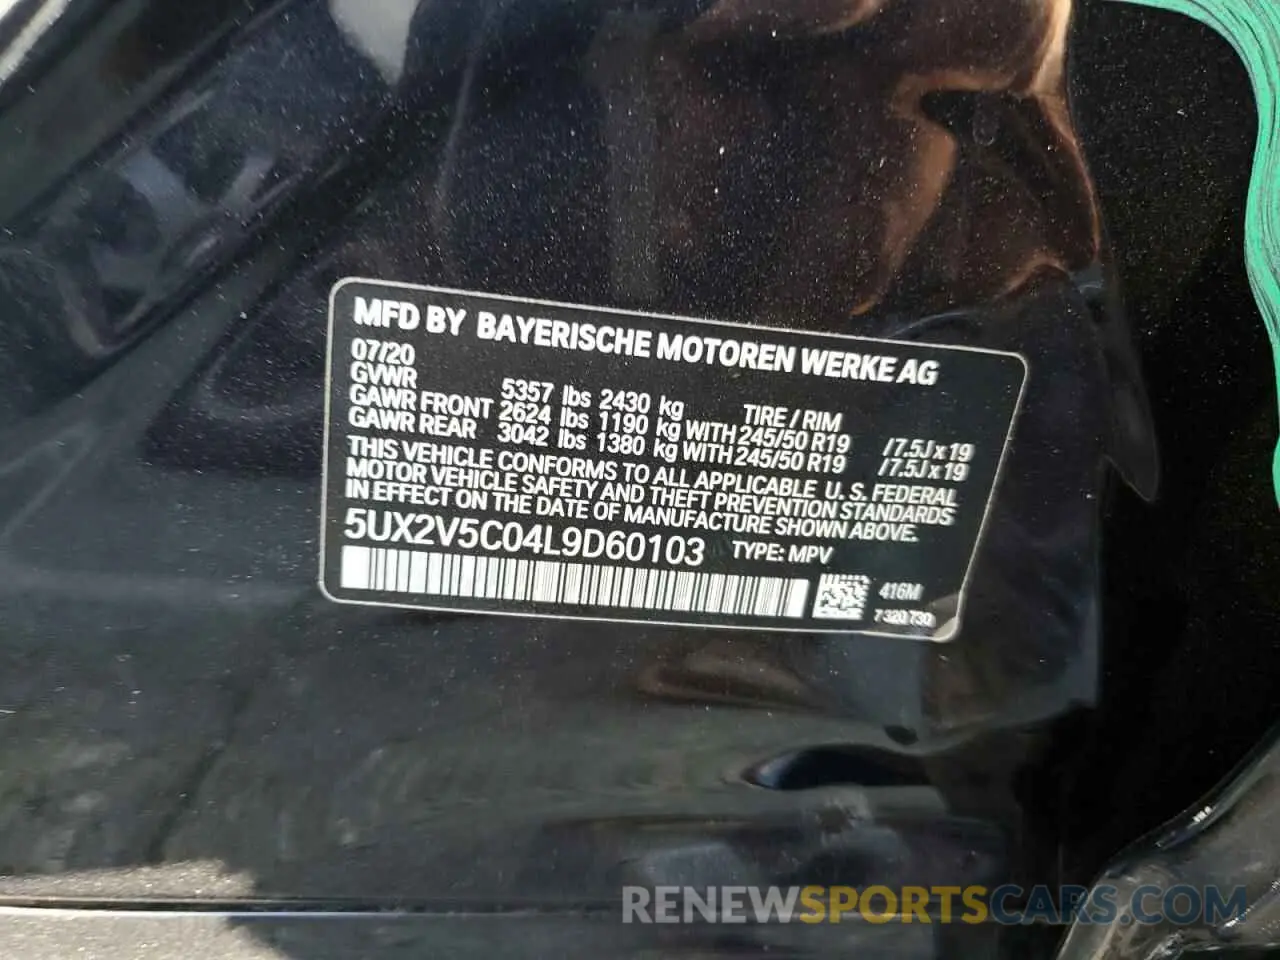 MFD BY BAYERISCHE MOTOREN WERKE AG
07/20
GVWR 5357 lbs 2430 kg TIRE / RIM
GAWR FRONT 2624 lbs 1190 kg WITH 245/50 R19 /7.5J x 19
GAWR REAR 3042 lbs 1380 kg WITH 245/50 R19 /7.5J x 19
THIS VEHICLE CONFORMS TO ALL APPLICABLE U. S. FEDERAL
MOTOR VEHICLE SAFETY AND THEFT PREVENTION STANDARDS
IN EFFECT ON THE DATE OF MANUFACTURE SHOWN ABOVE.
5UX2V5C04L9D60103 TYPE: MPV
416M
7 320 730
RENEWSPORTSCARS.COM